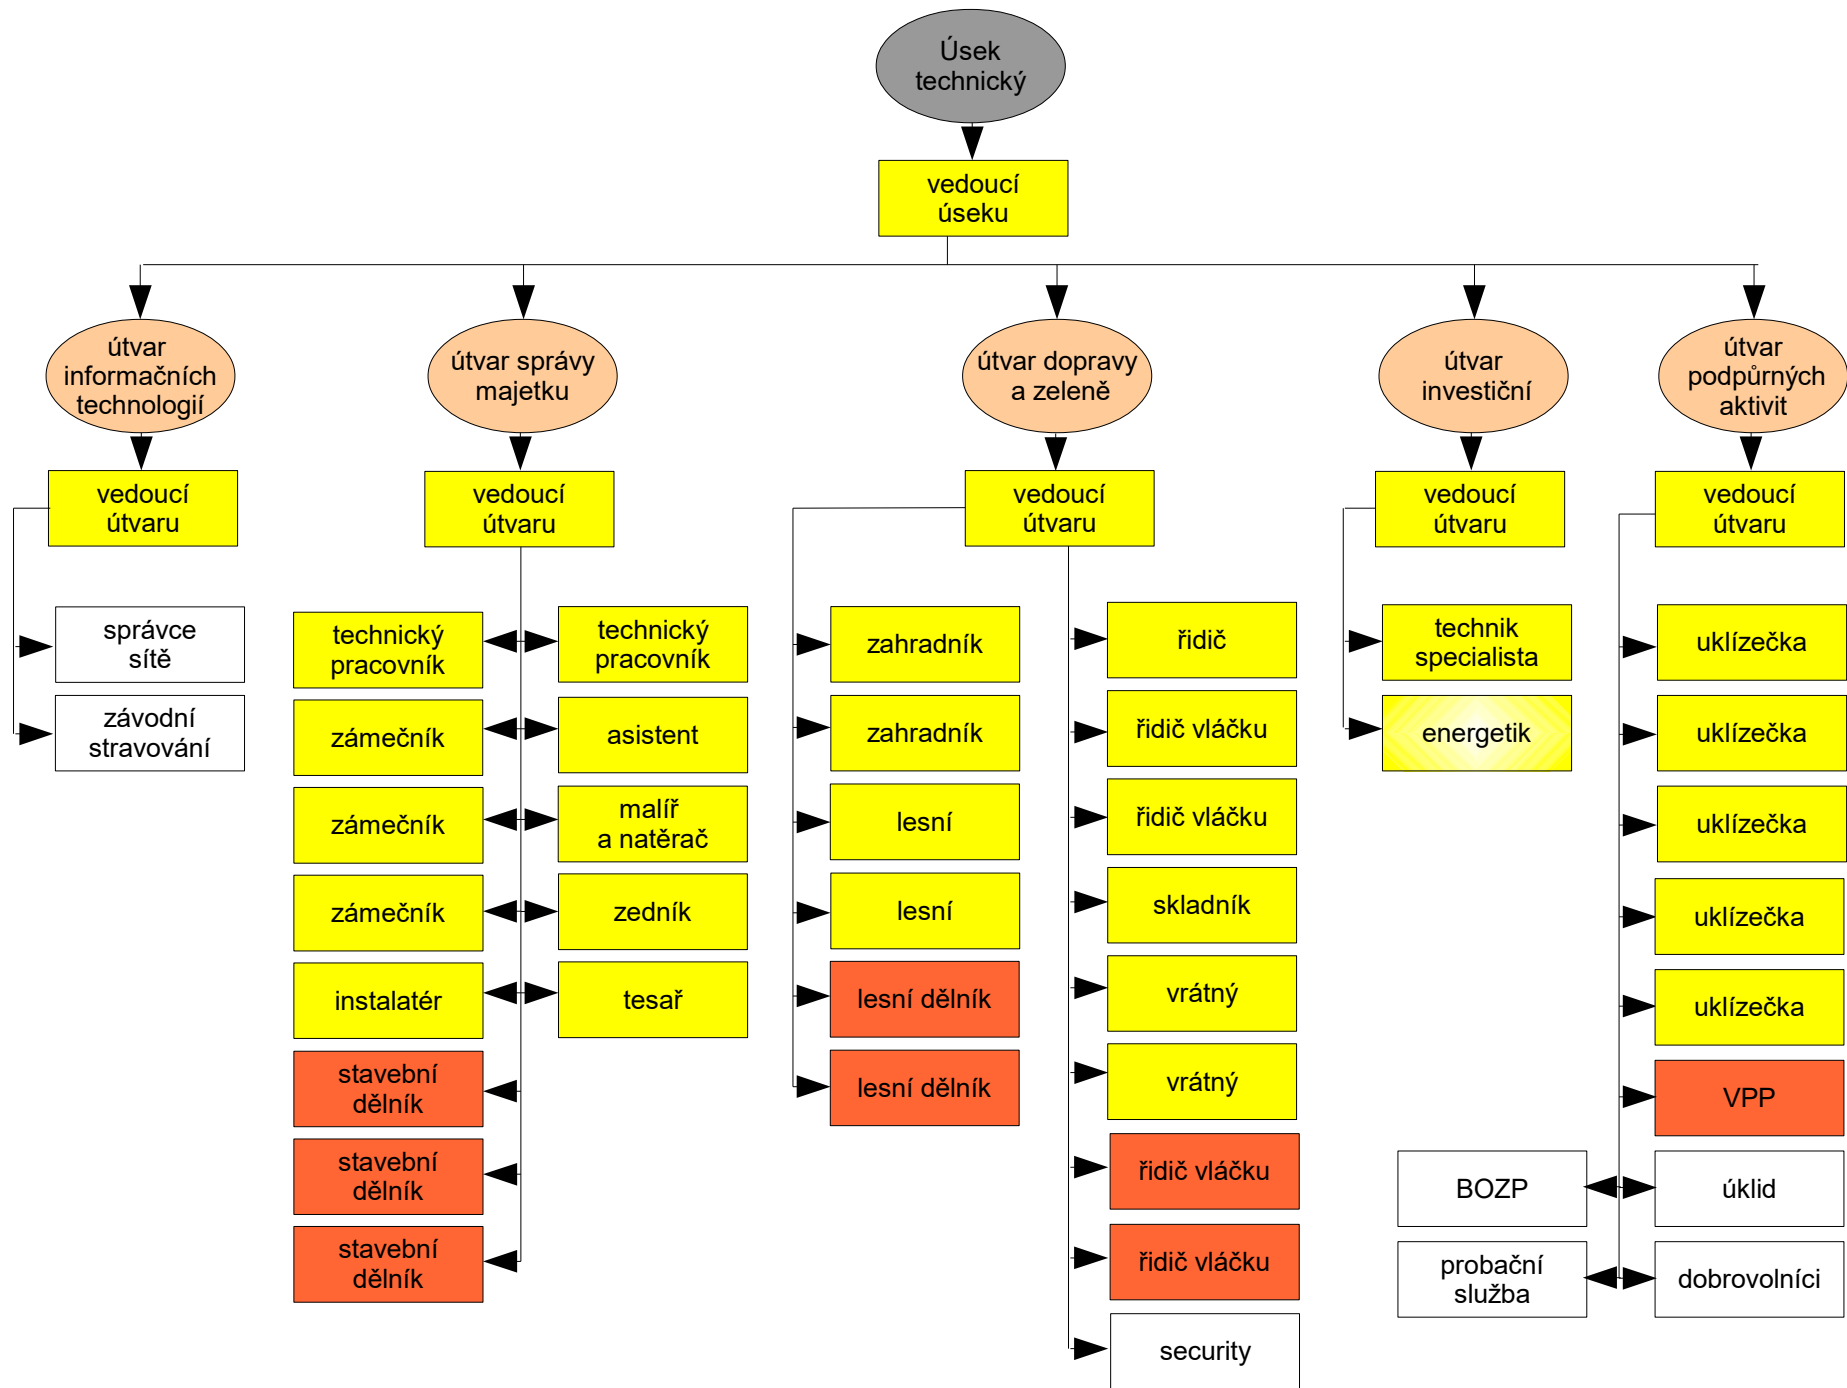 Úsek
technický
vedoucí
úseku
útvar
informačních
technologií
útvar správy
majetku
útvar dopravy
a zeleně
útvar
investiční
útvar
podpůrných
aktivit
vedoucí
útvaru
vedoucí
útvaru
vedoucí
útvaru
vedoucí
útvaru
vedoucí
útvaru
správce
sítě
závodní
stravování
technický
pracovník
zámečník
zámečník
zámečník
instalatér
stavební
dělník
stavební
dělník
stavební
dělník
technický
pracovník
asistent
malíř
a natěrač
zedník
tesař
zahradník
zahradník
lesní
lesní
lesní dělník
lesní dělník
řidič
řidič vláčku
řidič vláčku
skladník
vrátný
vrátný
řidič vláčku
řidič vláčku
security
technik
specialista
energetik
uklízečka
uklízečka
uklízečka
uklízečka
uklízečka
VPP
BOZP
úklid
probační
služba
dobrovolníci